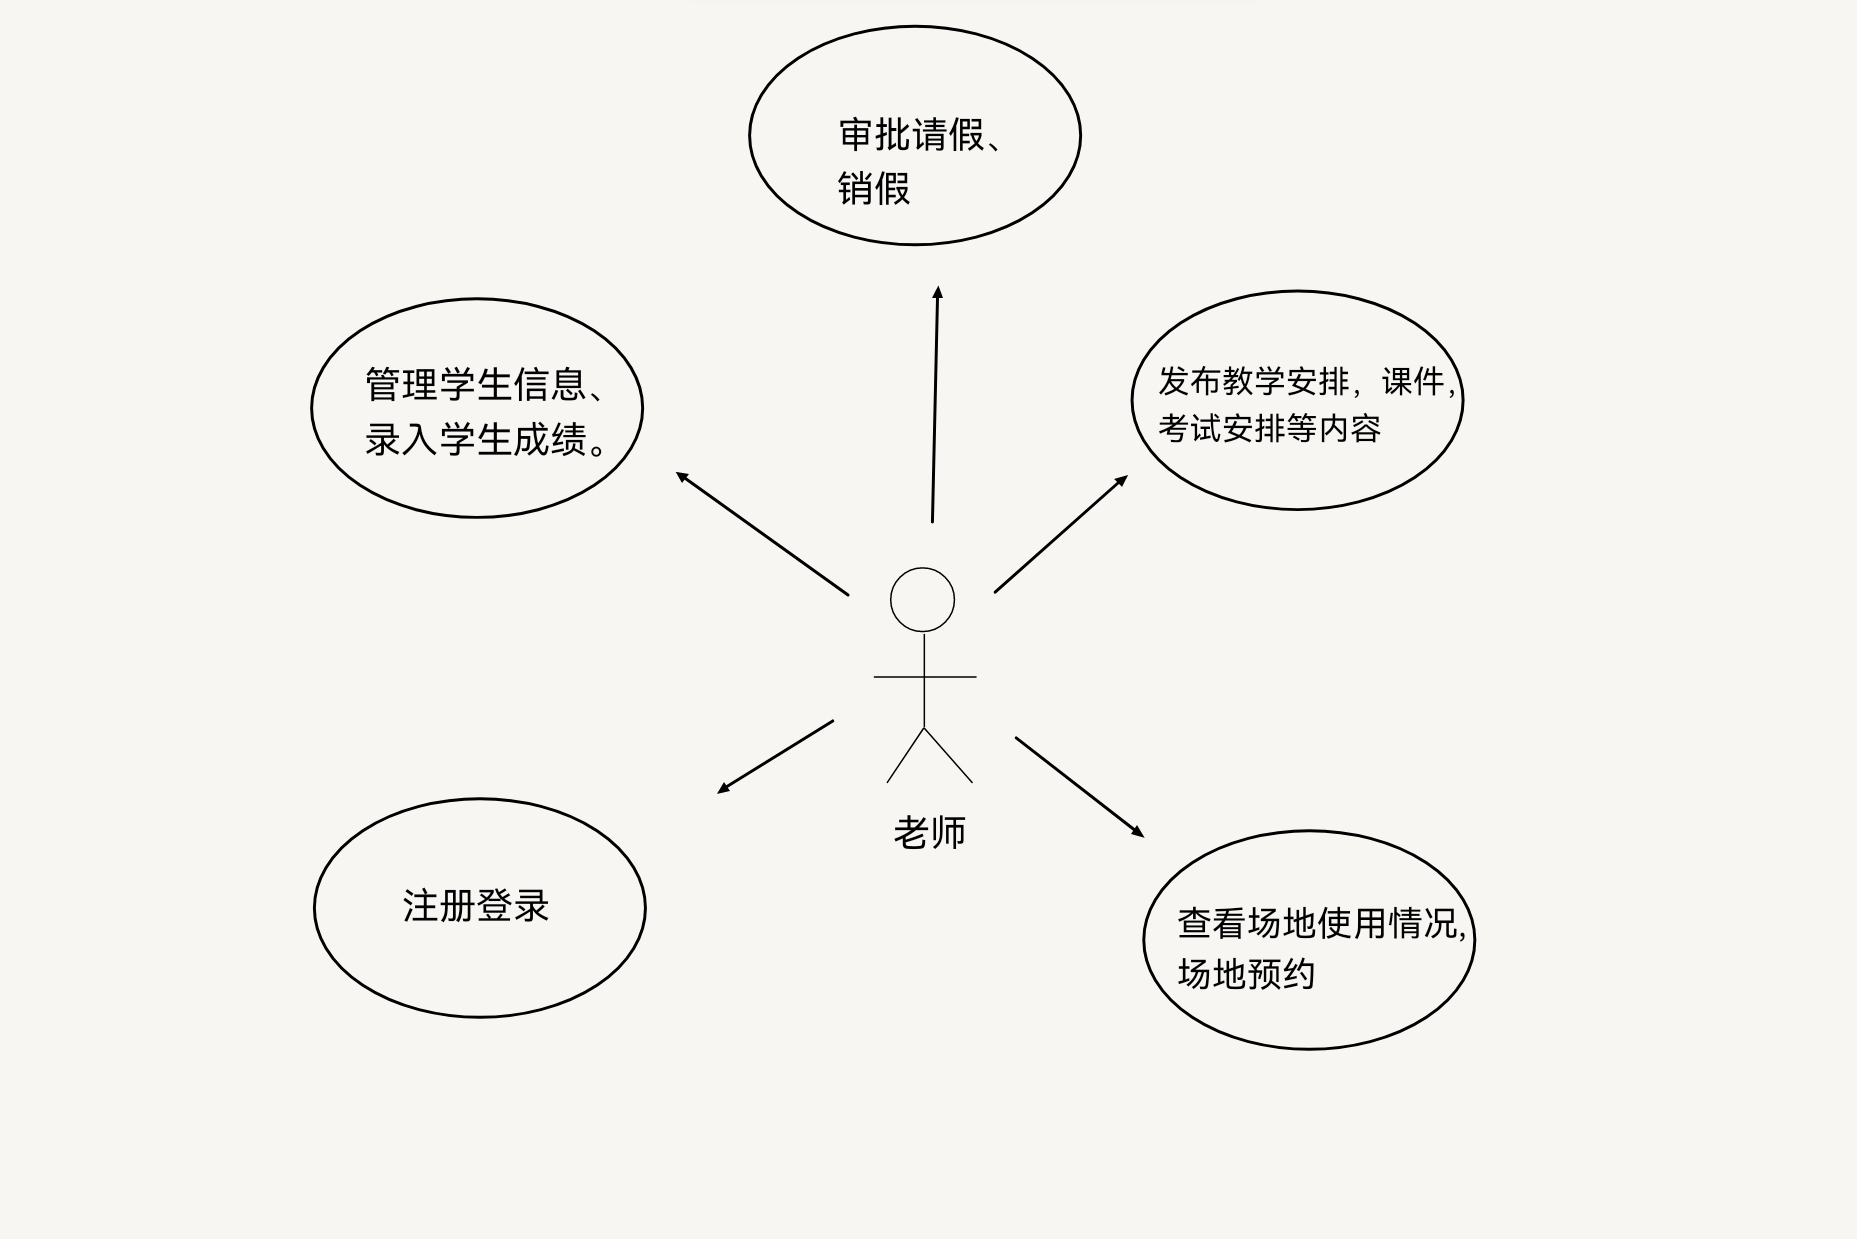 审批请假、
销假
管理学生信息、
录入学生成绩。
发布教学安排，课件，
考试安排等内容
老师
注册登录
查看场地使用情况，
场地预约